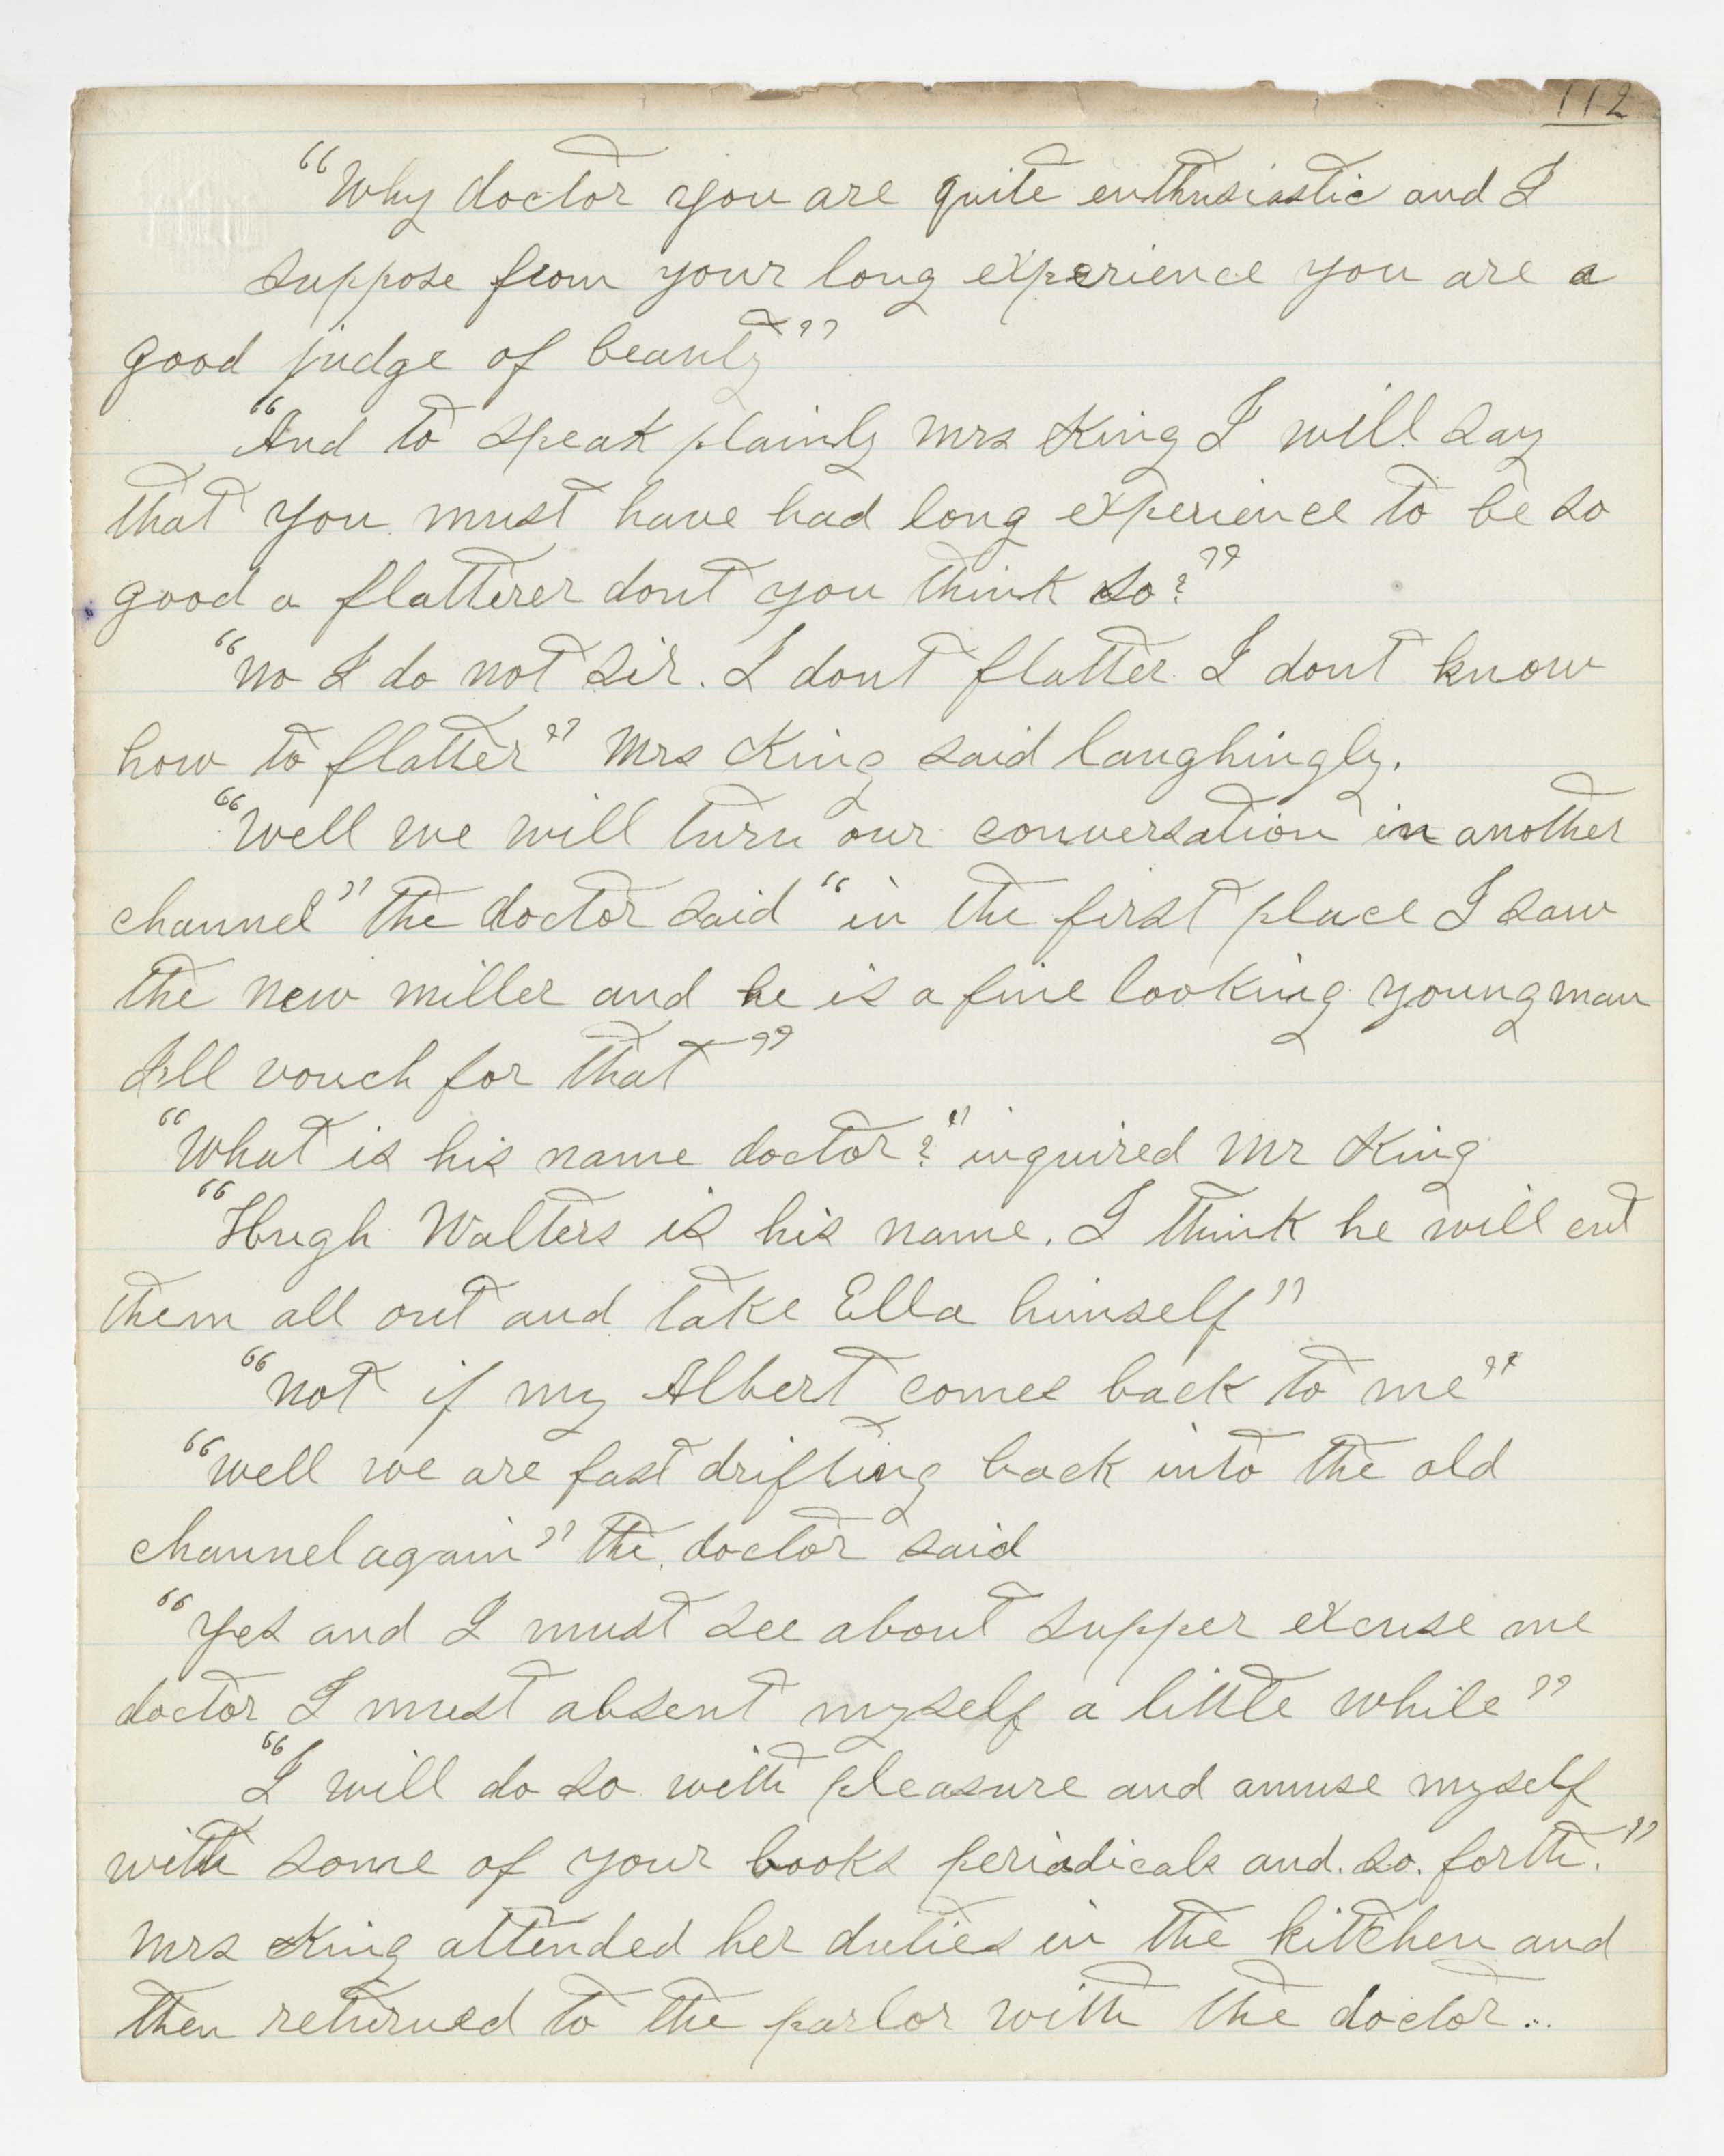 112
“Why doctor you are quite enthusiastic and I
suppose from your long experience you are a
good judge of beauty”
“And to speak plainly Mrs King I will say
that you must have had long experience to be so
good a flatterer dont you think so?”
“no I do not sir. I dont flatter I dont know
how to flatter” Mrs King said laughingly.
“Well we will turn our conversation in another
channel” the doctor said “in the first place I saw
the new miller and he is a fine looking young man
Ill vouch for that”
“What is his name doctor?” inquired Mr King
“Hugh Walters is his name. I think he will cut
them all out and take Ella himself”
“not if my Albert comes back to me”
“well we are fast drifting back into the old
channel again” the doctor said
“Yes and I must see about supper excuse me
doctor I must absent myself a little while”
“I will do so with pleasure and amuse myself
with some of your books periodicals and. so. forth.”
Mrs King attended her duties in the kitchen and
then returned to the parlor with the doctor..